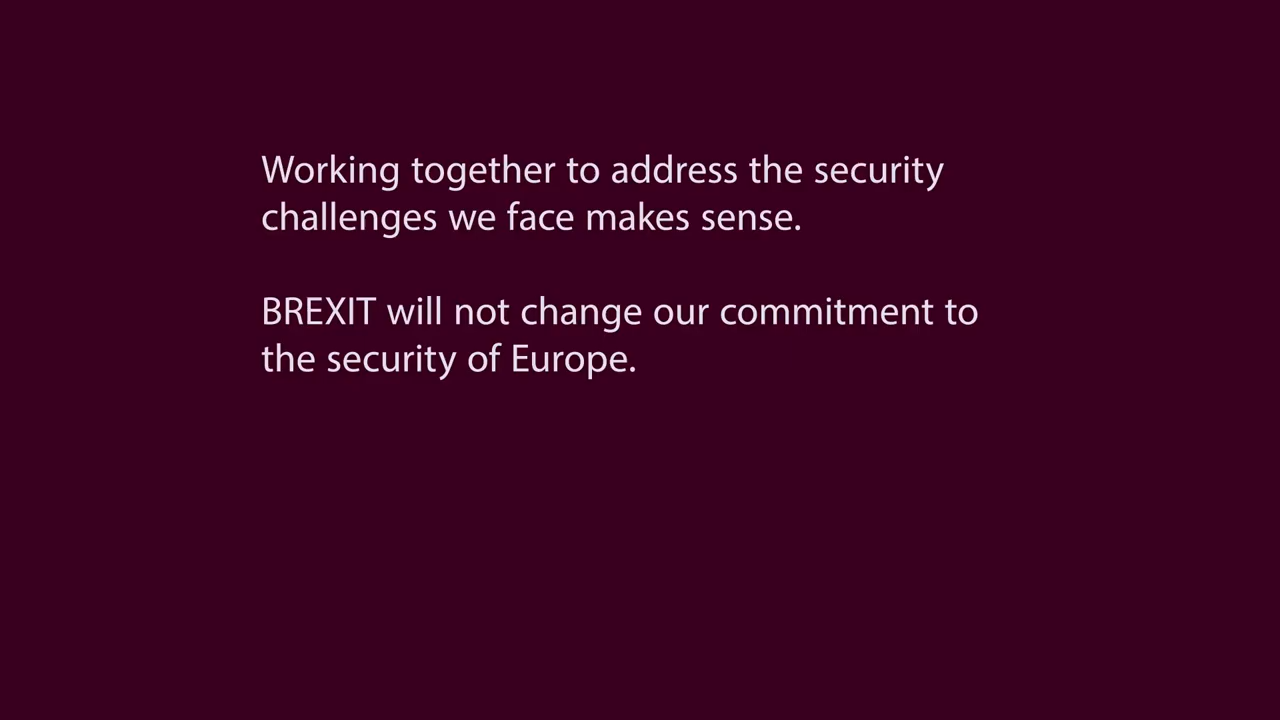 Working together to address the security
challenges we face makes sense.
BREXIT will not change our commitment to
the security of Europe.